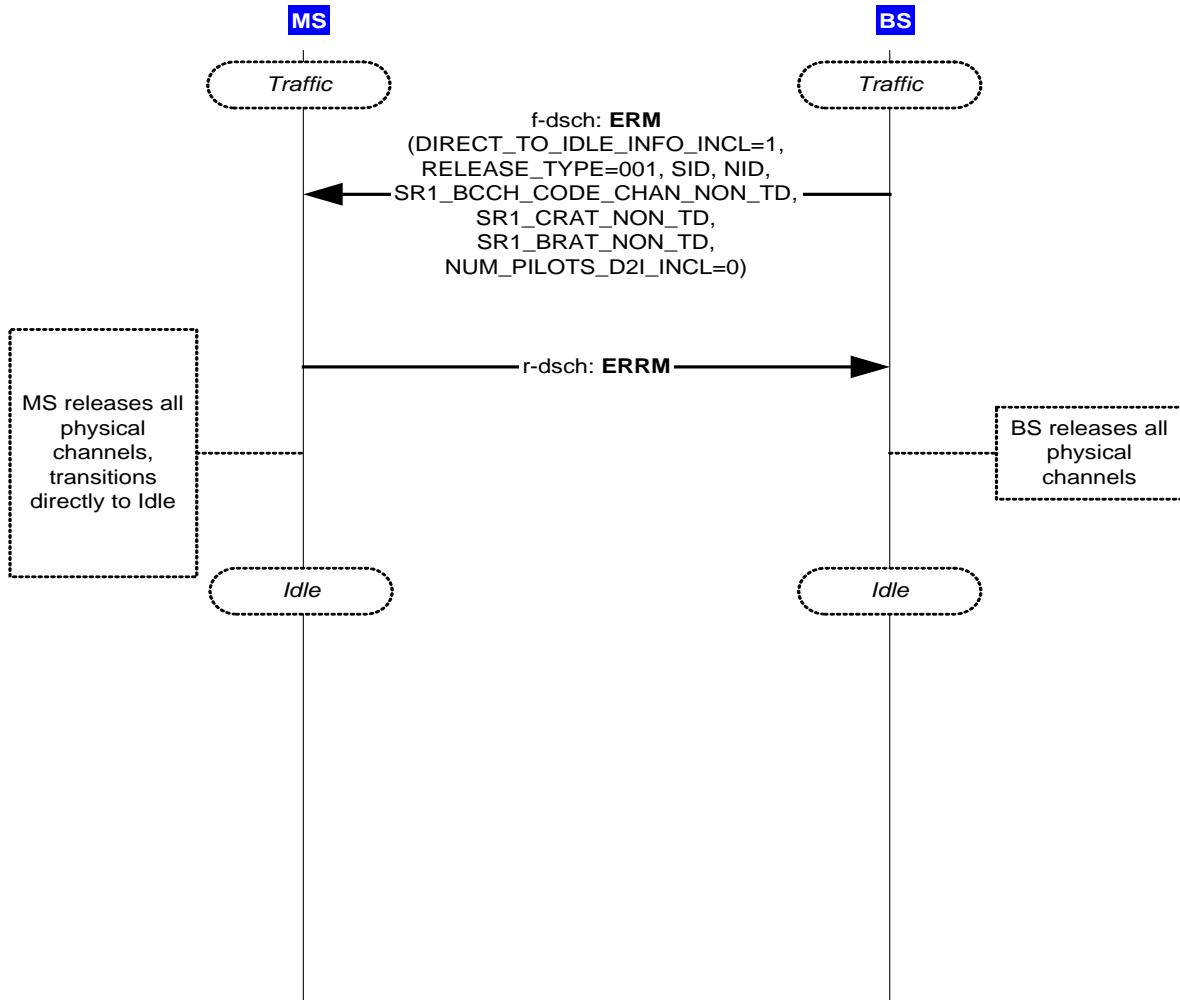 MS
BS
Traffic
Traffic
f-dsch: ERM
(DIRECT_TO_IDLE_INFO_INCL=1,
RELEASE_TYPE=001, SID, NID,
SR1_BCCH_CODE_CHAN_NON_TD,
SR1_CRAT_NON_TD,
SR1_BRAT_NON_TD,
NUM_PILOTS_D2I_INCL=0)
r-dsch: ERRM
MS releases all
physical
channels,
transitions
directly to Idle
BS releases all
physical
channels
Idle
Idle